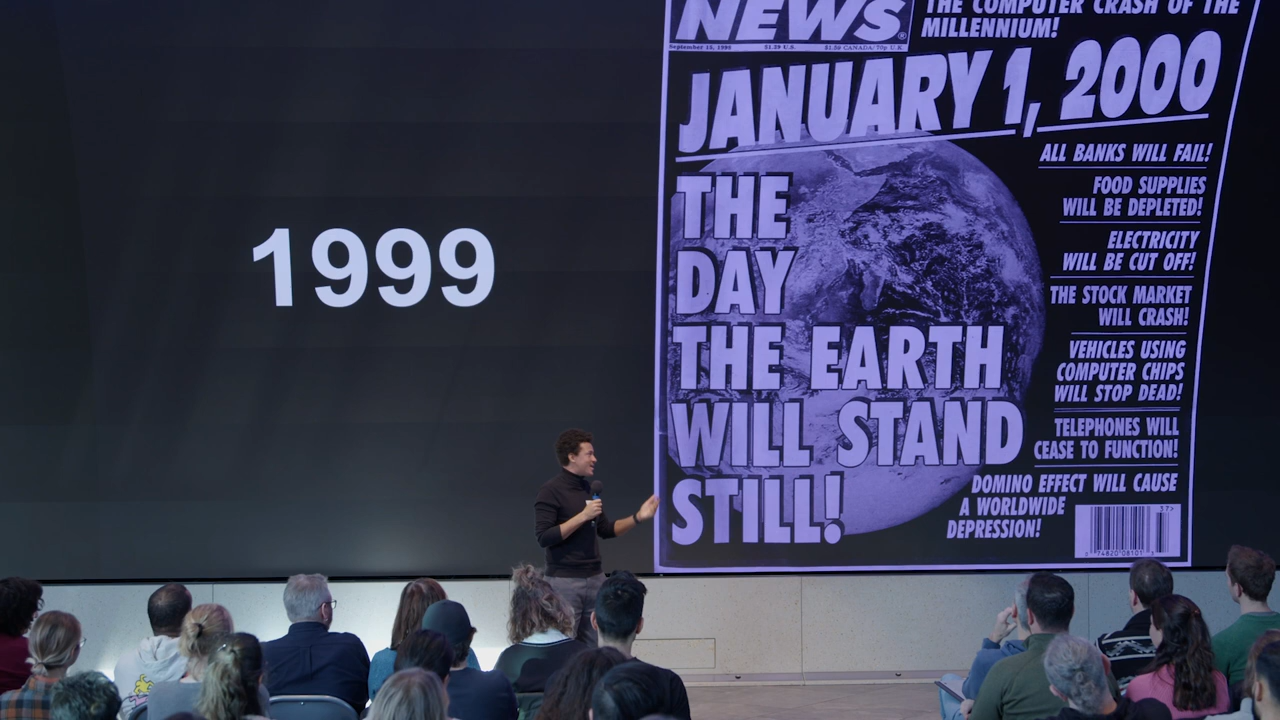 1999
NEWS®
THE COMPUTER CRASH OF THE
MILLENNIUM!
JANUARY 1, 2000
THE
DAY
THE EARTH
WILL STAND
STILL!
ALL BANKS WILL FAIL!
FOOD SUPPLIES
WILL BE DEPLETED!
ELECTRICITY
WILL BE CUT OFF!
THE STOCK MARKET
WILL CRASH!
VEHICLES USING
COMPUTER CHIPS
WILL STOP DEAD!
TELEPHONES WILL
CEASE TO FUNCTION!
DOMINO EFFECT WILL CAUSE
A WORLDWIDE
DEPRESSION!
37>